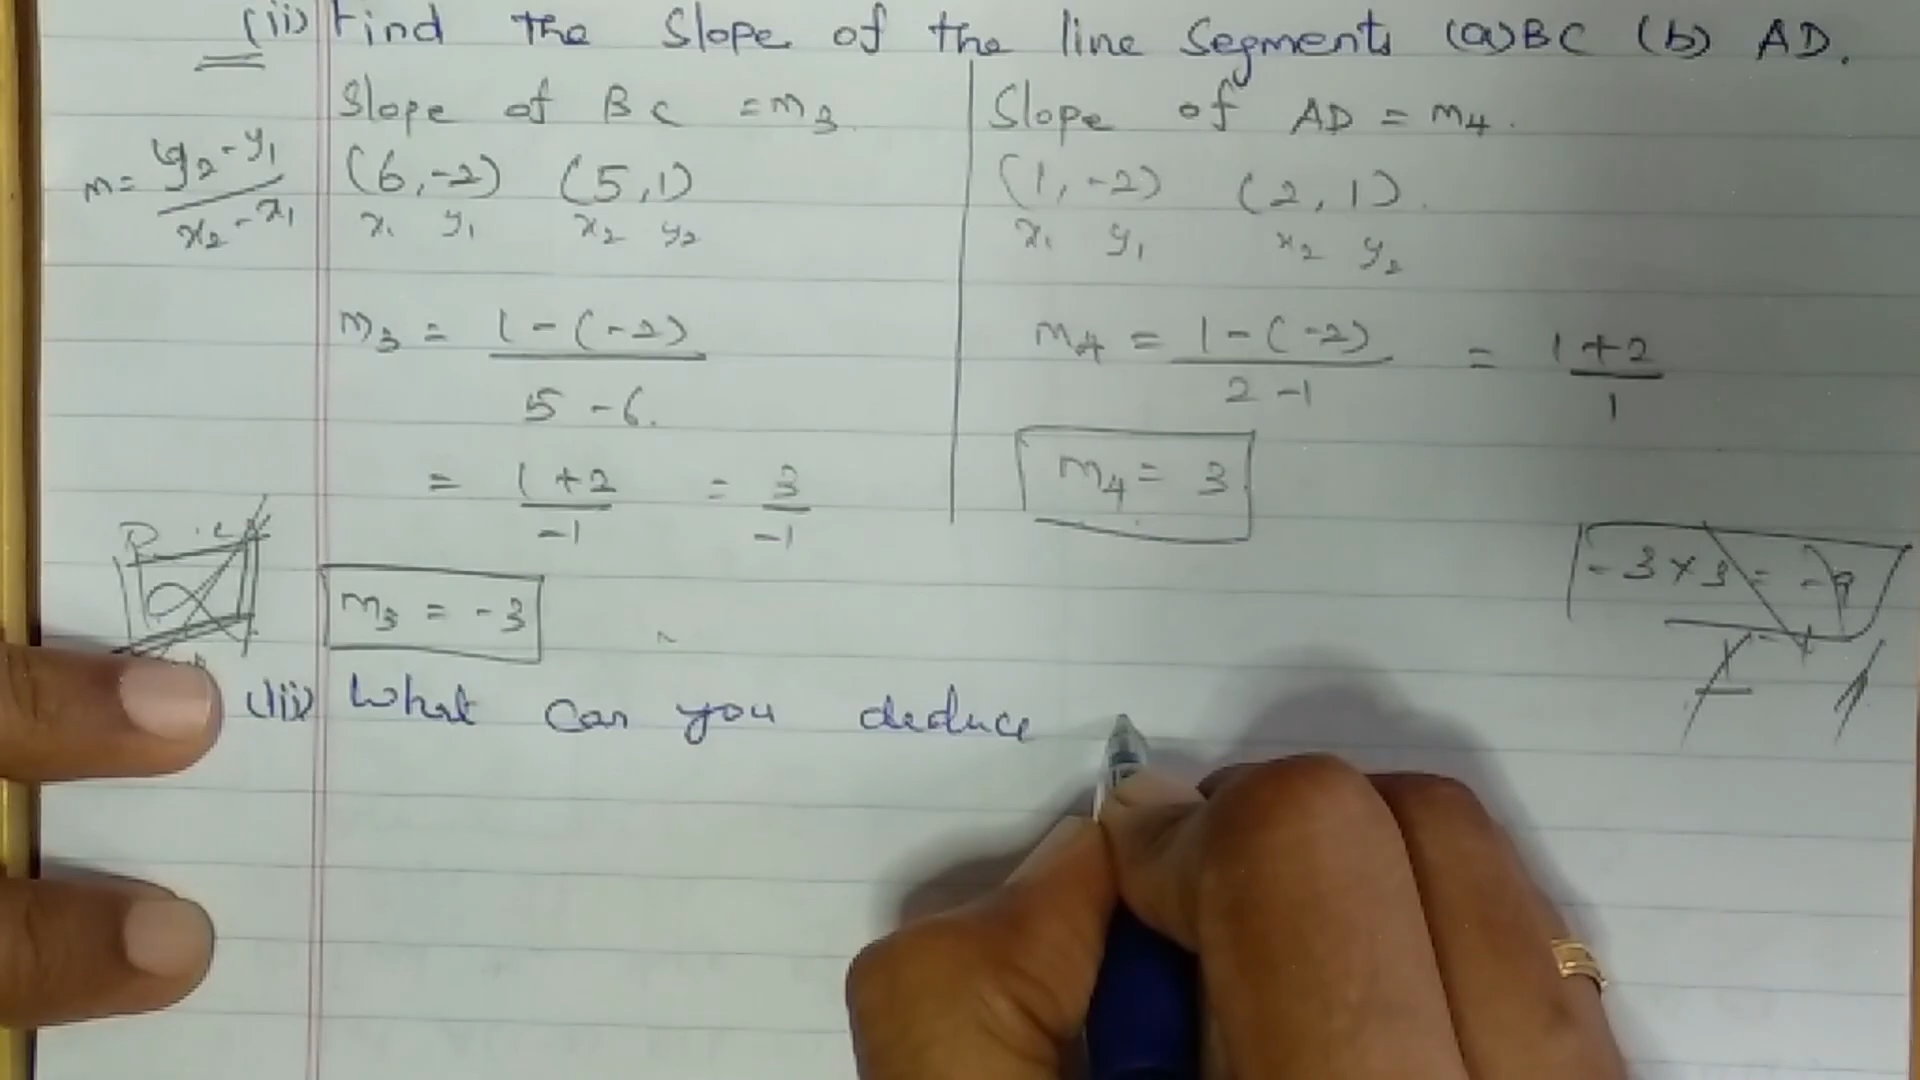 (ii) Find the Slope of the line Segments (a) BC (b) AD.
Slope of BC = m3
m = y2 - y1 / x2 - x1
(6, -2) (5, 1)
x1 y1 x2 y2
m3 = 1 - (-2) / 5 - 6.
= 1 + 2 / -1 = 3 / -1
m3 = -3
Slope of AD = m4.
(1, -2) (2, 1).
x1 y1 x2 y2
m4 = 1 - (-2) / 2 - 1 = 1 + 2 / 1
m4 = 3
- 3 x 3 = - 9
(iii) What can you deduce